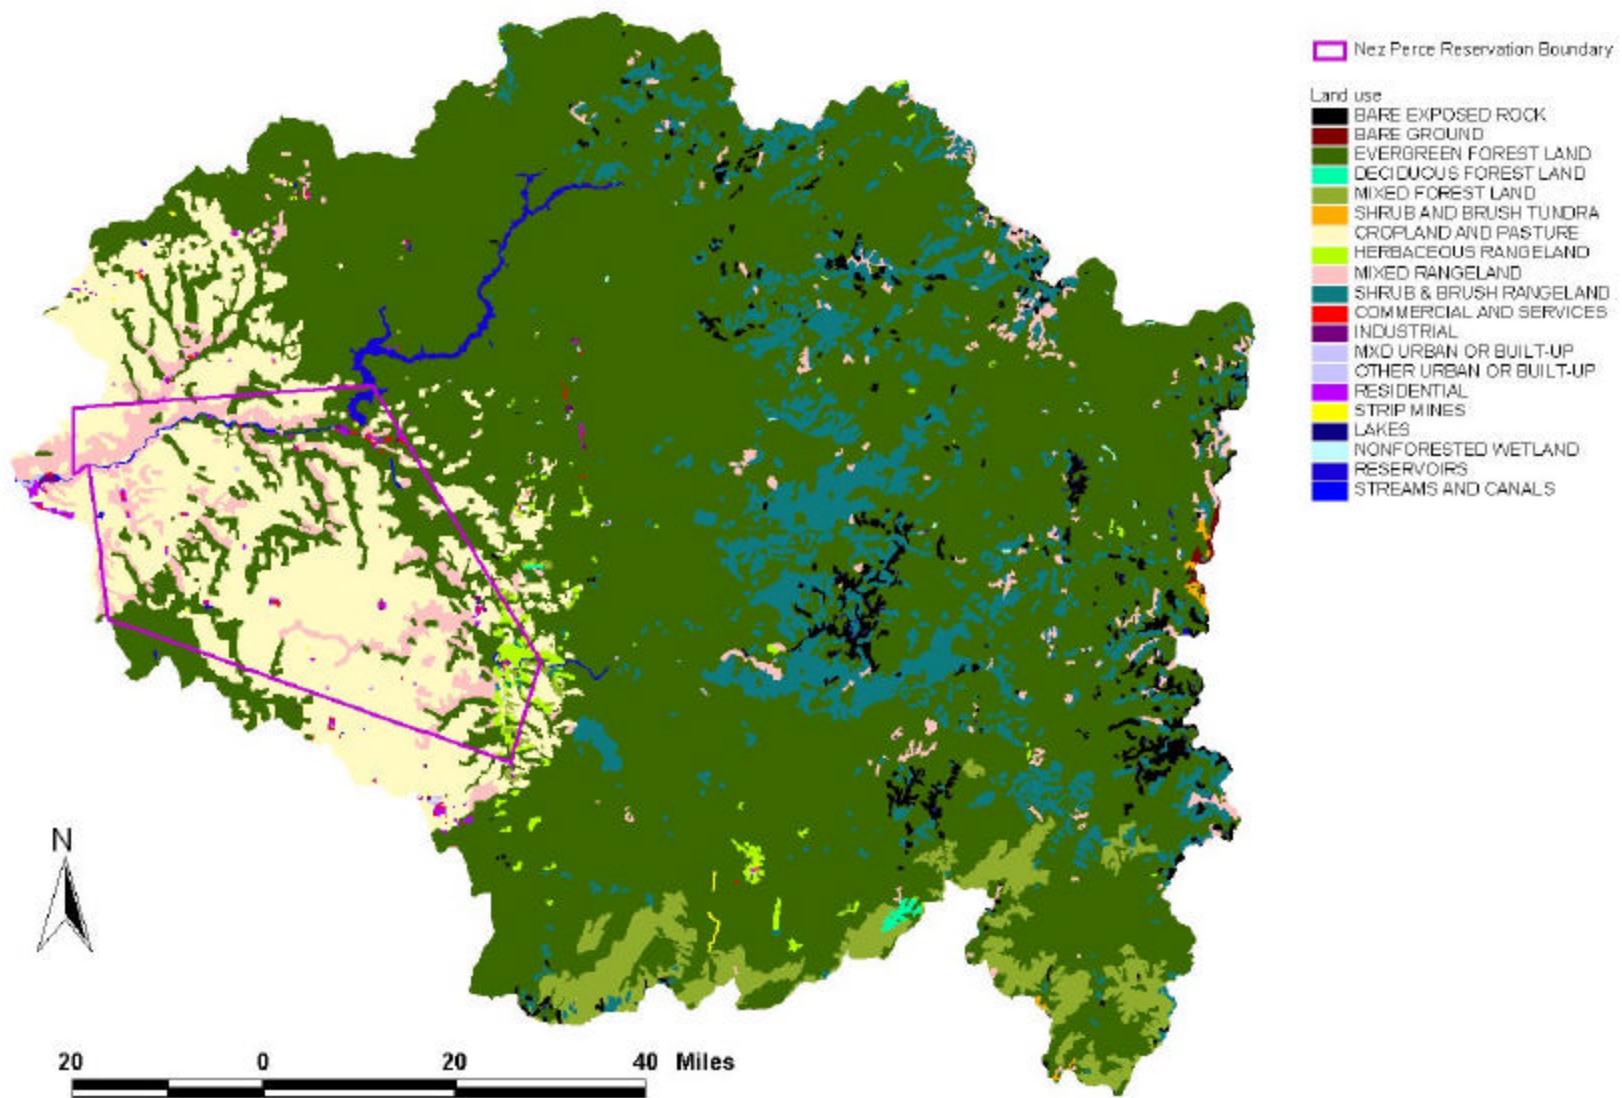 Nez Perce Reservation Boundary
Land use
BARE EXPOSED ROCK
BARE GROUND
EVERGREEN FOREST LAND
DECIDUOUS FOREST LAND
MIXED FOREST LAND
SHRUB AND BRUSH TUNDRA
CROPLAND AND PASTURE
HERBACEOUS RANGELAND
MIXED RANGELAND
SHRUB & BRUSH RANGELAND
COMMERCIAL AND SERVICES
INDUSTRIAL
MXD URBAN OR BUILT-UP
OTHER URBAN OR BUILT-UP
RESIDENTIAL
STRIP MINES
LAKES
NONFORESTED WETLAND
RESERVOIRS
STREAMS AND CANALS
N
20 0 20 40 Miles